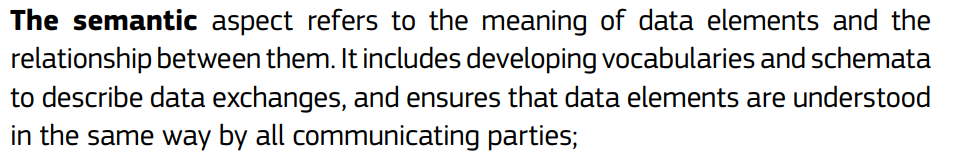 The semantic aspect refers to the meaning of data elements and the
relationship between them. It includes developing vocabularies and schemata
to describe data exchanges, and ensures that data elements are understood
in the same way by all communicating parties;